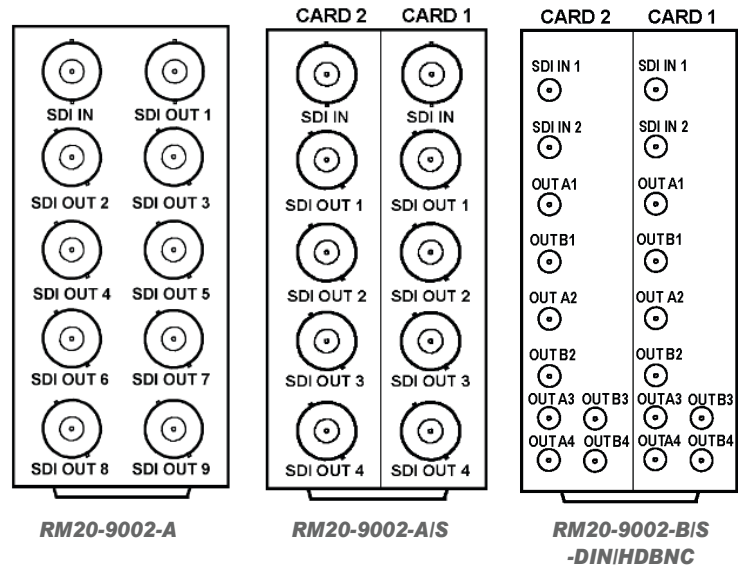 SDI IN SDI OUT 1
SDI OUT 2 SDI OUT 3
SDI OUT 4 SDI OUT 5
SDI OUT 6 SDI OUT 7
SDI OUT 8 SDI OUT 9
RM20-9002-A
CARD 2 CARD 1
SDI IN SDI IN
SDI OUT 1 SDI OUT 1
SDI OUT 2 SDI OUT 2
SDI OUT 3 SDI OUT 3
SDI OUT 4 SDI OUT 4
RM20-9002-A/S
CARD 2 CARD 1
SDI IN 1 SDI IN 1
SDI IN 2 SDI IN 2
OUT A1 OUT A1
OUTB1 OUTB1
OUT A2 OUT A2
OUTB2 OUTB2
OUTA3 OUTB3 OUTA3 OUTB3
OUTA4 OUTB4 OUTA4 OUTB4
RM20-9002-B/S
-DIN/HDBNC